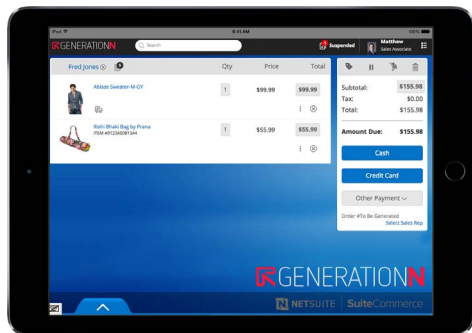 iPad
9:41 AM
100%
GENERATIONN
Search
Suspended
Matthew
Sales Associate
Fred Jones
Qty
Price
Total
Ablaze Sweater-M-GY
1
$99.99
$99.99
Rishi Bhaki Bag by Prana
ITEM #012345081344
1
$55.99
$55.99
Subtotal:
$155.98
Tax:
$0.00
Total:
$155.98
Amount Due:
$155.98
Cash
Credit Card
Other Payment
Order #To Be Generated
Select Sales Rep
GENERATIONN
N NETSUITE | SuiteCommerce